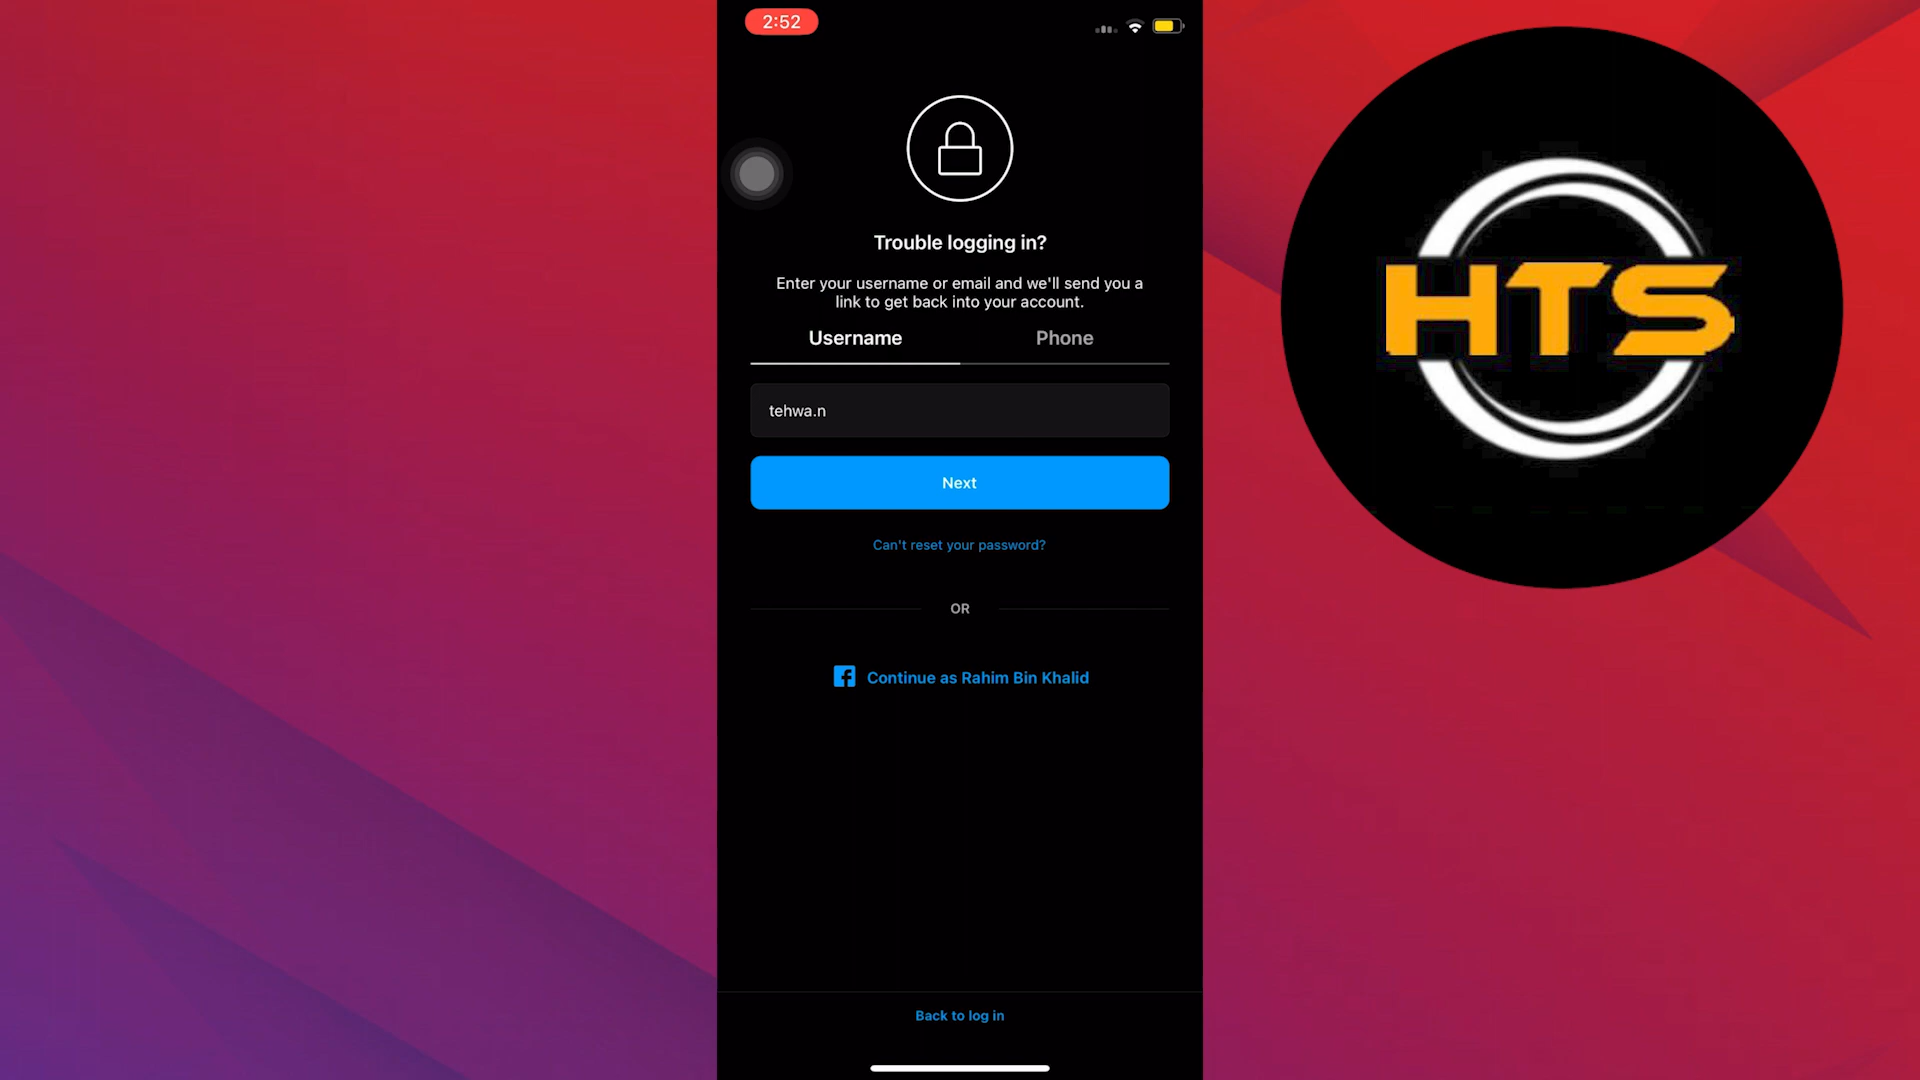 2:52
Trouble logging in?
Enter your username or email and we'll send you a
link to get back into your account.
Username Phone
tehwa.n
Next
Can't reset your password?
OR
Continue as Rahim Bin Khalid
Back to log in
HTS